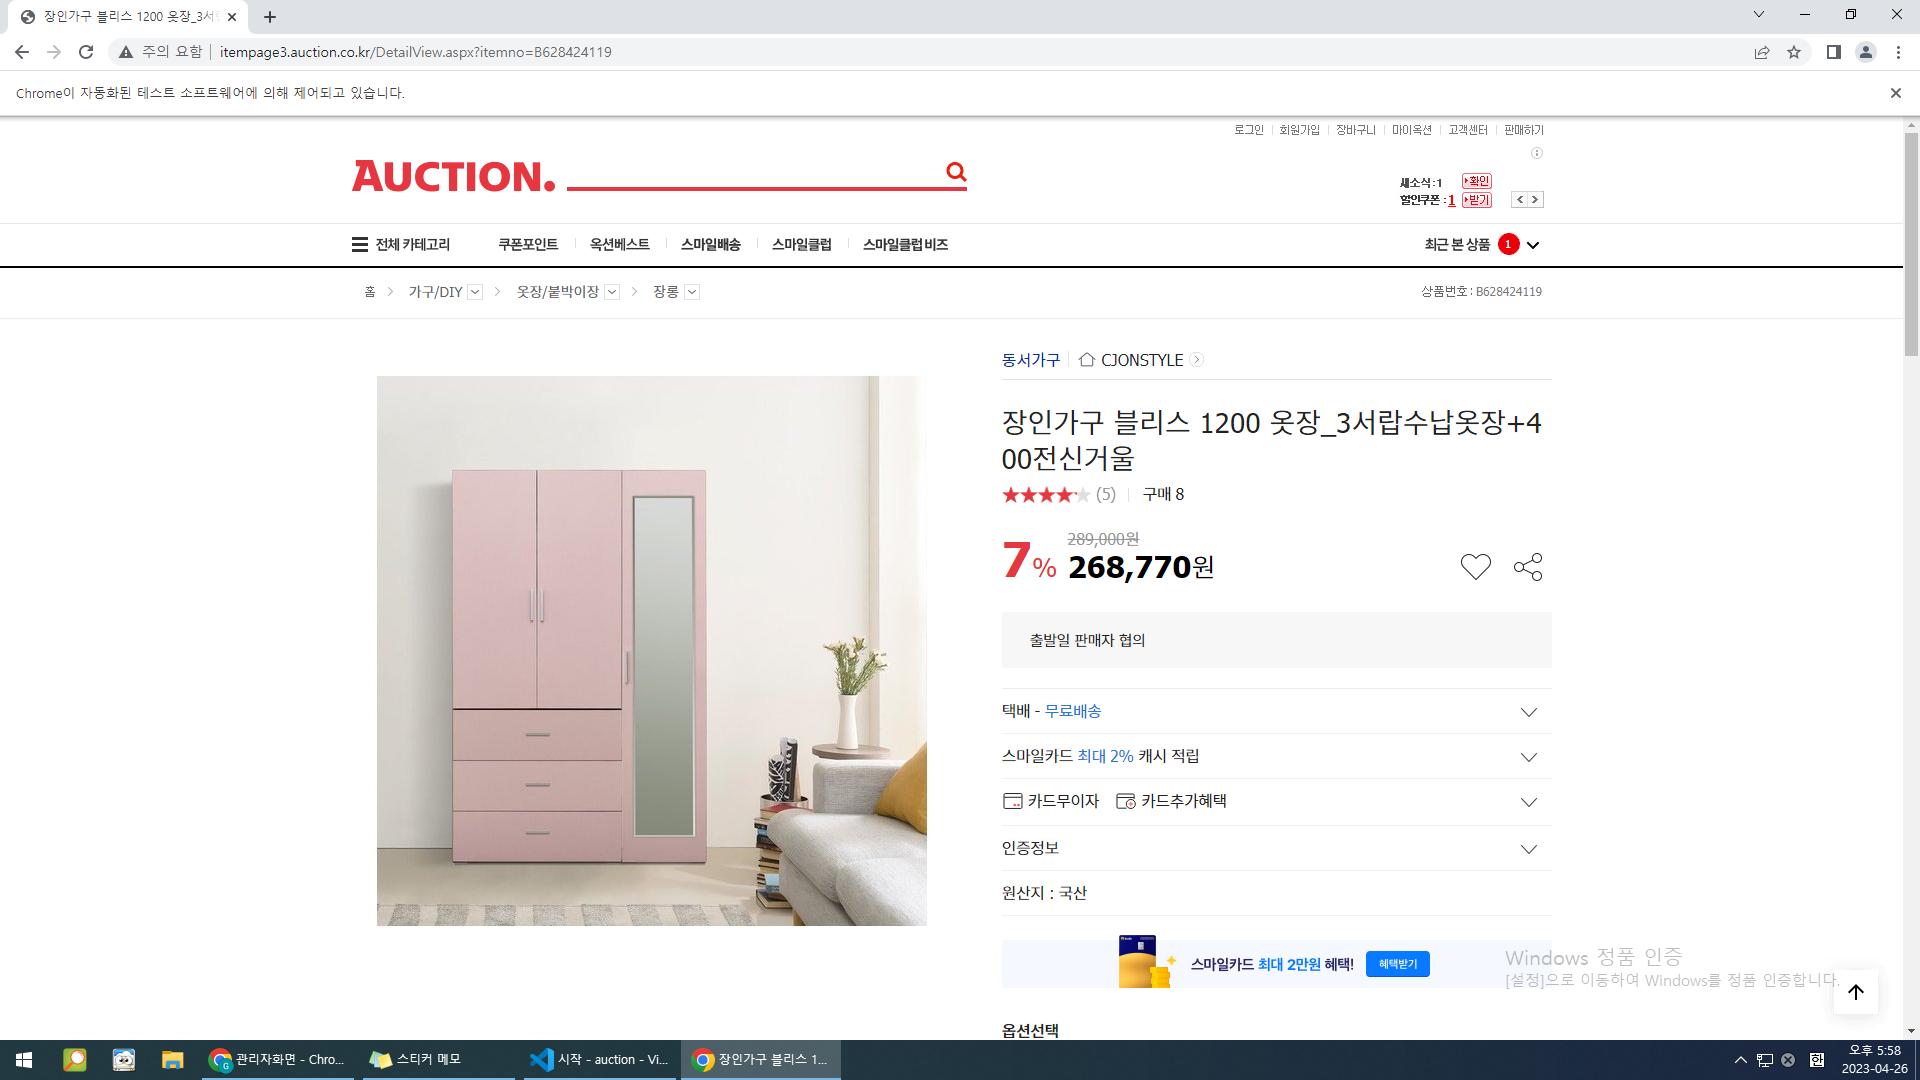 장인가구 블리스 1200 옷장_3서
주의 요함
itempage3.auction.co.kr/DetailView.aspx?itemno=B628424119
Chrome이 자동화된 테스트 소프트웨어에 의해 제어되고 있습니다.
로그인 회원가입 장바구니 마이옥션 고객센터 판매하기
AUCTION.
새소식:1 확인
할인쿠폰:1 받기
전체 카테고리 쿠폰포인트 옥션베스트 스마일배송 스마일클럽 스마일클럽 비즈 최근 본 상품 1
홈 가구/DIY 옷장/붙박이장 장롱 상품번호 : B628424119
동서가구 CJONSTYLE
장인가구 블리스 1200 옷장_3서랍수납옷장+4
00전신거울
(5) 구매 8
289,000원
7% 268,770원
출발일 판매자 협의
택배 - 무료배송
스마일카드 최대 2% 캐시 적립
카드무이자 카드추가혜택
인증정보
원산지 : 국산
스마일카드 최대 2만원 혜택! 혜택받기
Windows 정품 인증
[설정]으로 이동하여 Windows를 정품 인증합니다.
옵션선택
관리자화면 - Chro... 스티커 메모 시작 - auction - Vi... 장인가구 블리스 1... 한 오후 5:58
2023-04-26